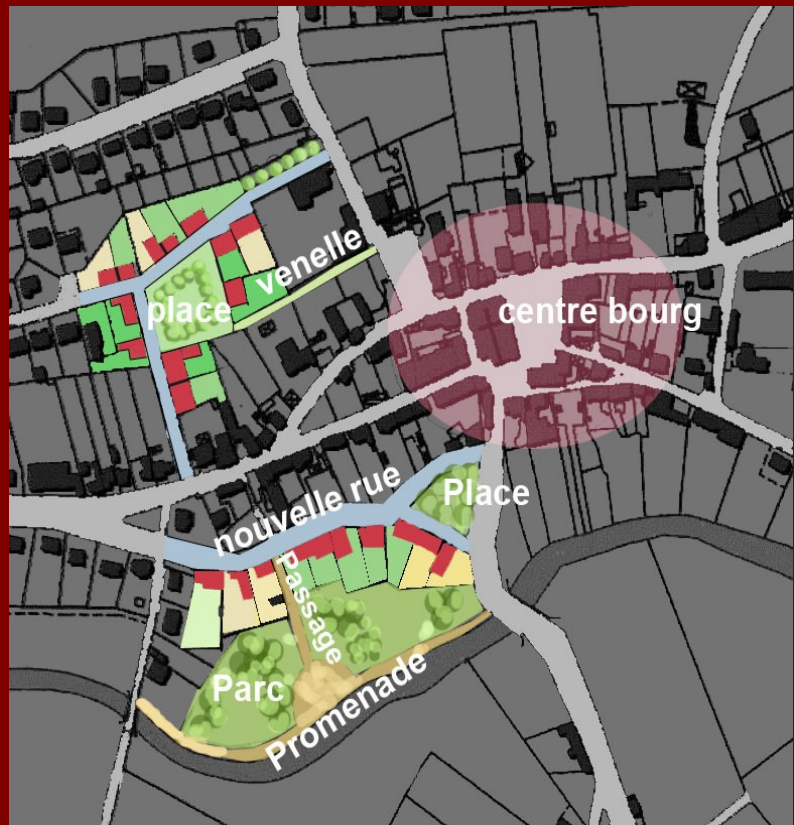 venelle
place
centre bourg
nouvelle rue
Place
Passage
Parc
Promenade